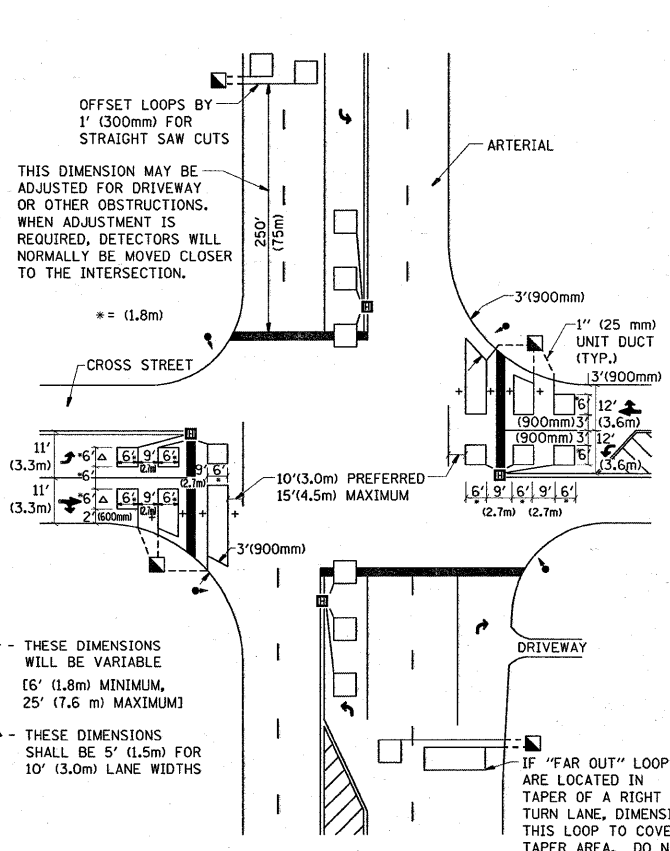 OFFSET LOOPS BY
1' (300mm) FOR
STRAIGHT SAW CUTS
ARTERIAL
THIS DIMENSION MAY BE
ADJUSTED FOR DRIVEWAY
OR OTHER OBSTRUCTIONS.
WHEN ADJUSTMENT IS
REQUIRED, DETECTORS WILL
NORMALLY BE MOVED CLOSER
TO THE INTERSECTION.
250'
(75m)
*= (1.8m)
3'(900mm)
1" (25 mm)
UNIT DUCT
(TYP.)
CROSS STREET
3'(900mm)
*6'
12'
(3.6m)
(900mm) 3'
(900mm) 3'
12'
*6'
(3.6m)
11'
(3.3m)
*6'
6' 9' 6'
* (2.7m) *
*6'
9' 6'
(2.7m) *
11'
(3.3m)
*6'
6' 9' 6'
* (2.7m) *
2' (600mm)
10'(3.0m) PREFERRED
15'(4.5m) MAXIMUM
6' 9' 6' 9' 6'
* (2.7m) * (2.7m) *
3'(900mm)
- THESE DIMENSIONS
WILL BE VARIABLE
[6' (1.8m) MINIMUM,
25' (7.6 m) MAXIMUM]
- THESE DIMENSIONS
SHALL BE 5' (1.5m) FOR
10' (3.0m) LANE WIDTHS
DRIVEWAY
IF "FAR OUT" LOOP
ARE LOCATED IN
TAPER OF A RIGHT
TURN LANE, DIMENSI
THIS LOOP TO COVE
TAPER AREA. DO N